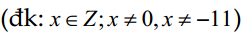 (đk: x ∈ Z; x ≠ 0, x ≠ −11)